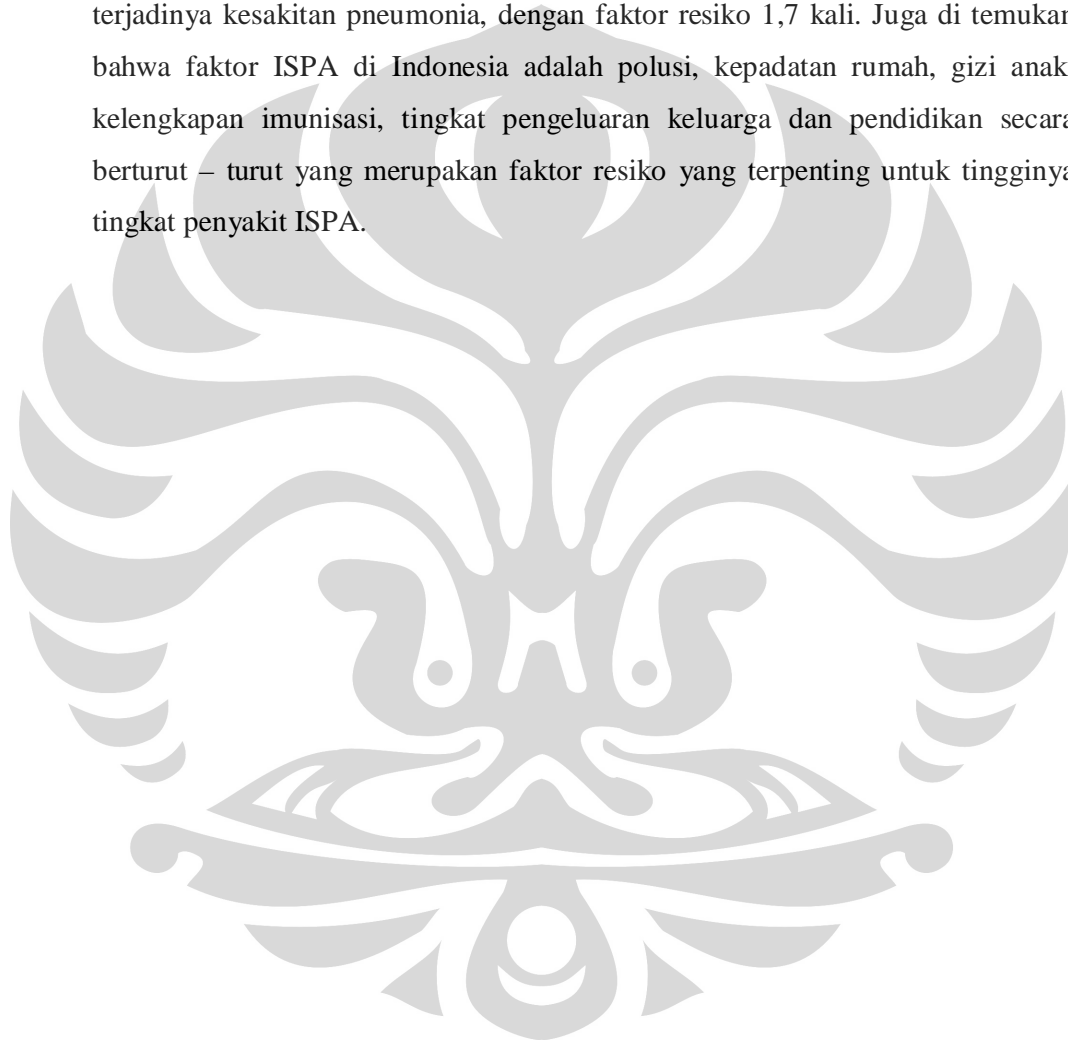 terjadinya kesakitan pneumonia, dengan faktor resiko 1,7 kali. Juga di temukan
bahwa faktor ISPA di Indonesia adalah polusi, kepadatan rumah, gizi anak
kelengkapan imunisasi, tingkat pengeluaran keluarga dan pendidikan secara
berturut – turut yang merupakan faktor resiko yang terpenting untuk tingginya
tingkat penyakit ISPA.